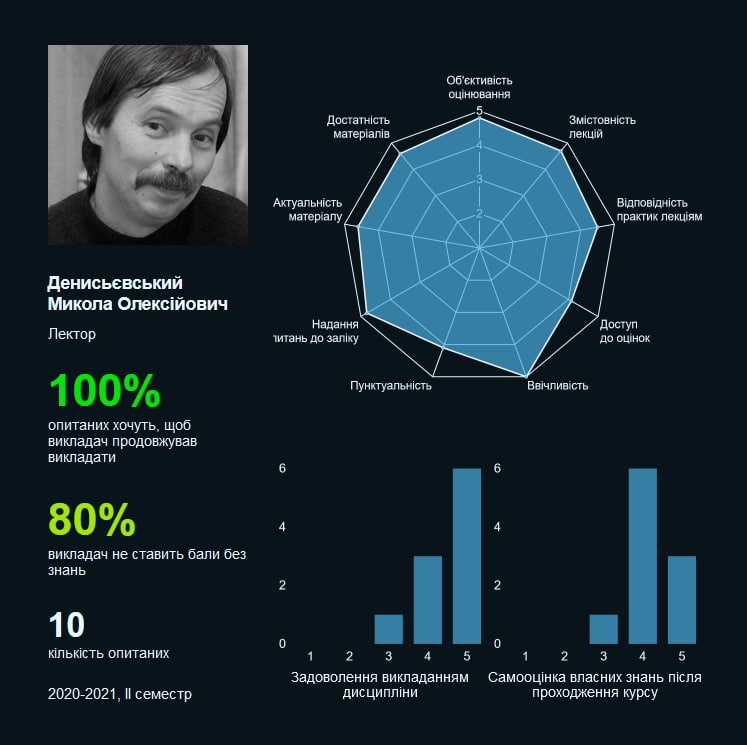 Денисьєвський
Микола Олексійович
Лектор
100%
опитаних хочуть, щоб
викладач продовжував
викладати
80%
викладач не ставить бали без
знань
10
кількість опитаних
2020-2021, II семестр
Об'єктивість
оцінювання
Змістовність
лекцій
Відповідність
практик лекціям
Доступ
до оцінок
Ввічливість
Пунктуальність
Надання
питань до заліку
Актуальність
матеріалу
Достатність
матеріалів
5
4
3
2
6
4
2
0
1 2 3 4 5
Задоволення викладанням
дисципліни
6
4
2
0
1 2 3 4 5
Самооцінка власних знань після
проходження курсу